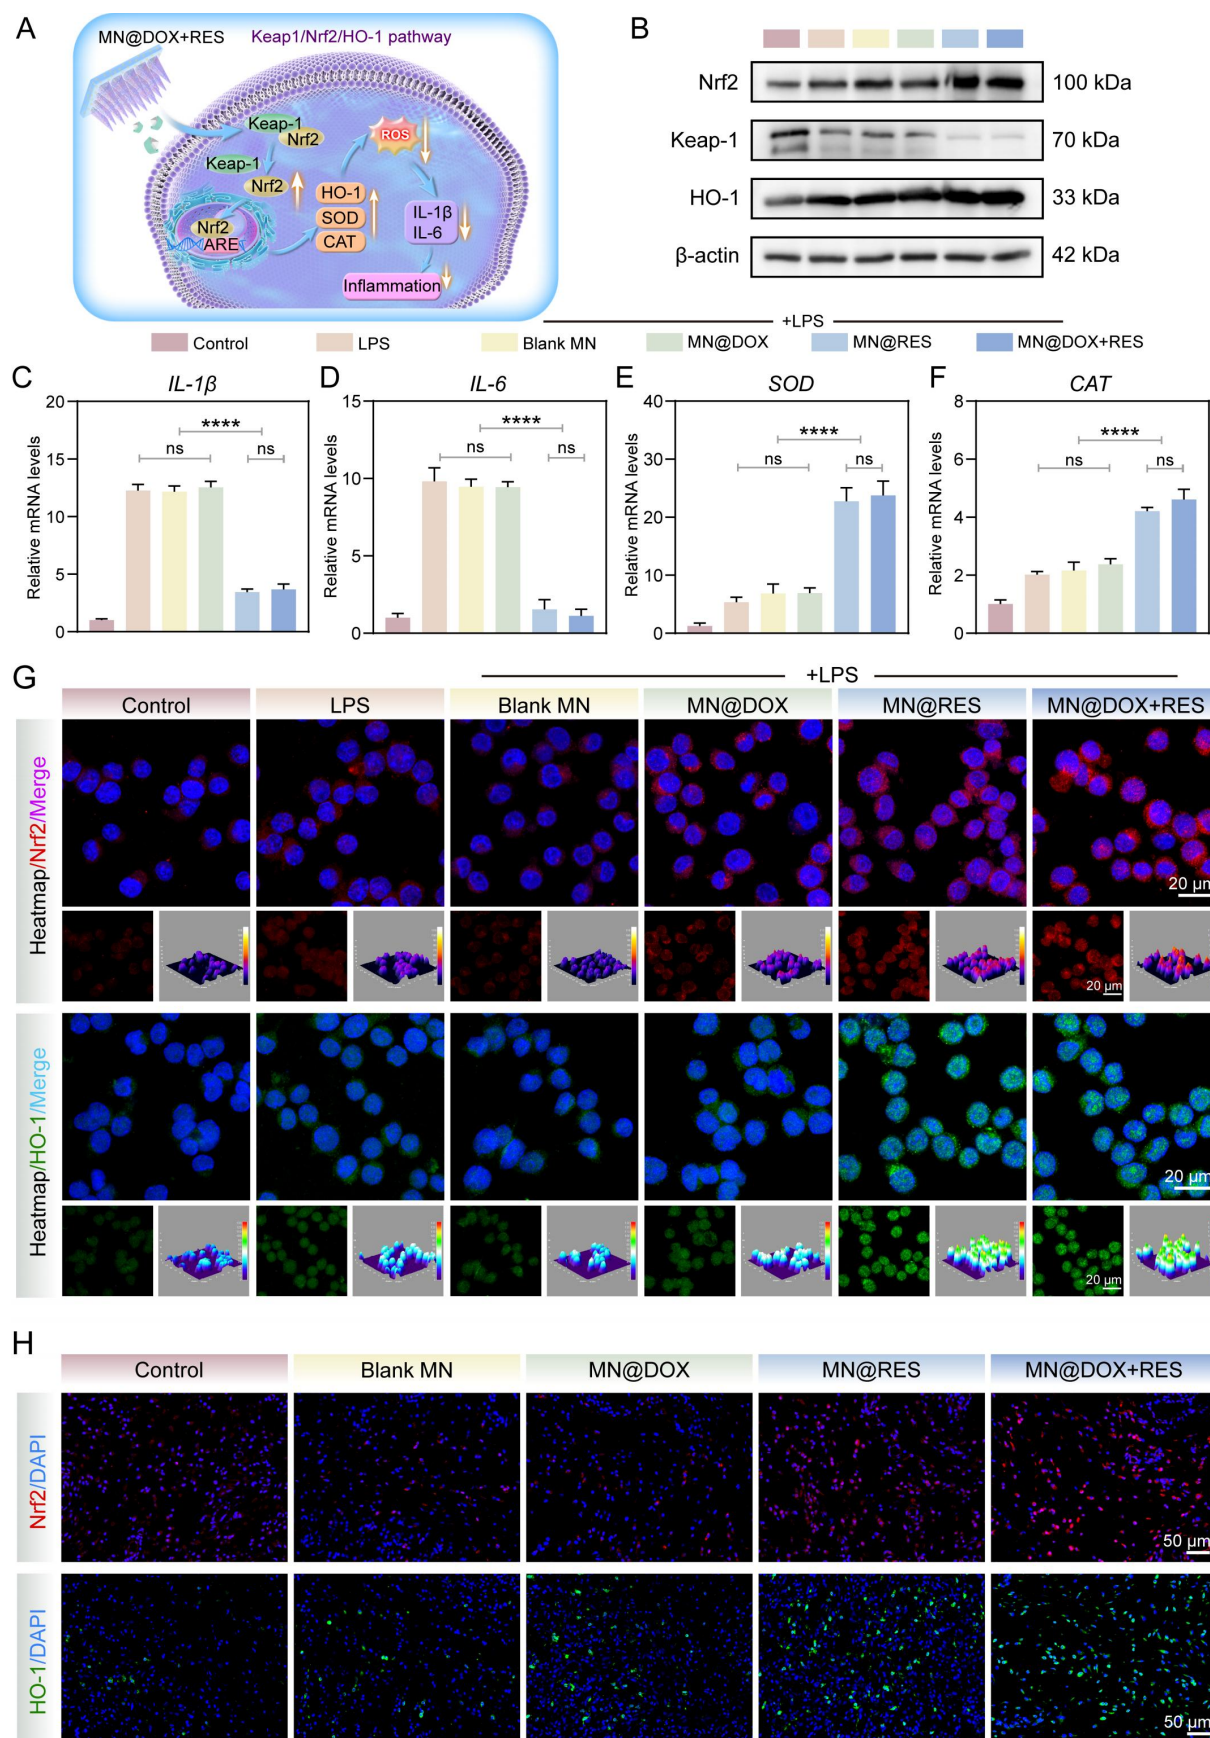 A
MN@DOX+RES
Keap1/Nrf2/HO-1 pathway
Keap-1
Nrf2
Keap-1
Nrf2
Nrf2
ARE
HO-1
SOD
CAT
ROS
IL-1β
IL-6
Inflammation
B
Nrf2
100 kDa
Keap-1
70 kDa
HO-1
33 kDa
β-actin
42 kDa
+LPS
Control
LPS
Blank MN
MN@DOX
MN@RES
MN@DOX+RES
C
IL-1β
Relative mRNA levels
20
15
10
5
0
****
ns
ns
D
IL-6
Relative mRNA levels
15
10
5
0
****
ns
ns
E
SOD
Relative mRNA levels
40
30
20
10
0
****
ns
ns
F
CAT
Relative mRNA levels
8
6
4
2
0
****
ns
ns
G
+LPS
Control
LPS
Blank MN
MN@DOX
MN@RES
MN@DOX+RES
Heatmap/Nrf2/Merge
20 μm
20 μm
Heatmap/HO-1/Merge
20 μm
20 μm
H
Control
Blank MN
MN@DOX
MN@RES
MN@DOX+RES
Nrf2/DAPI
50 μm
HO-1/DAPI
50 μm